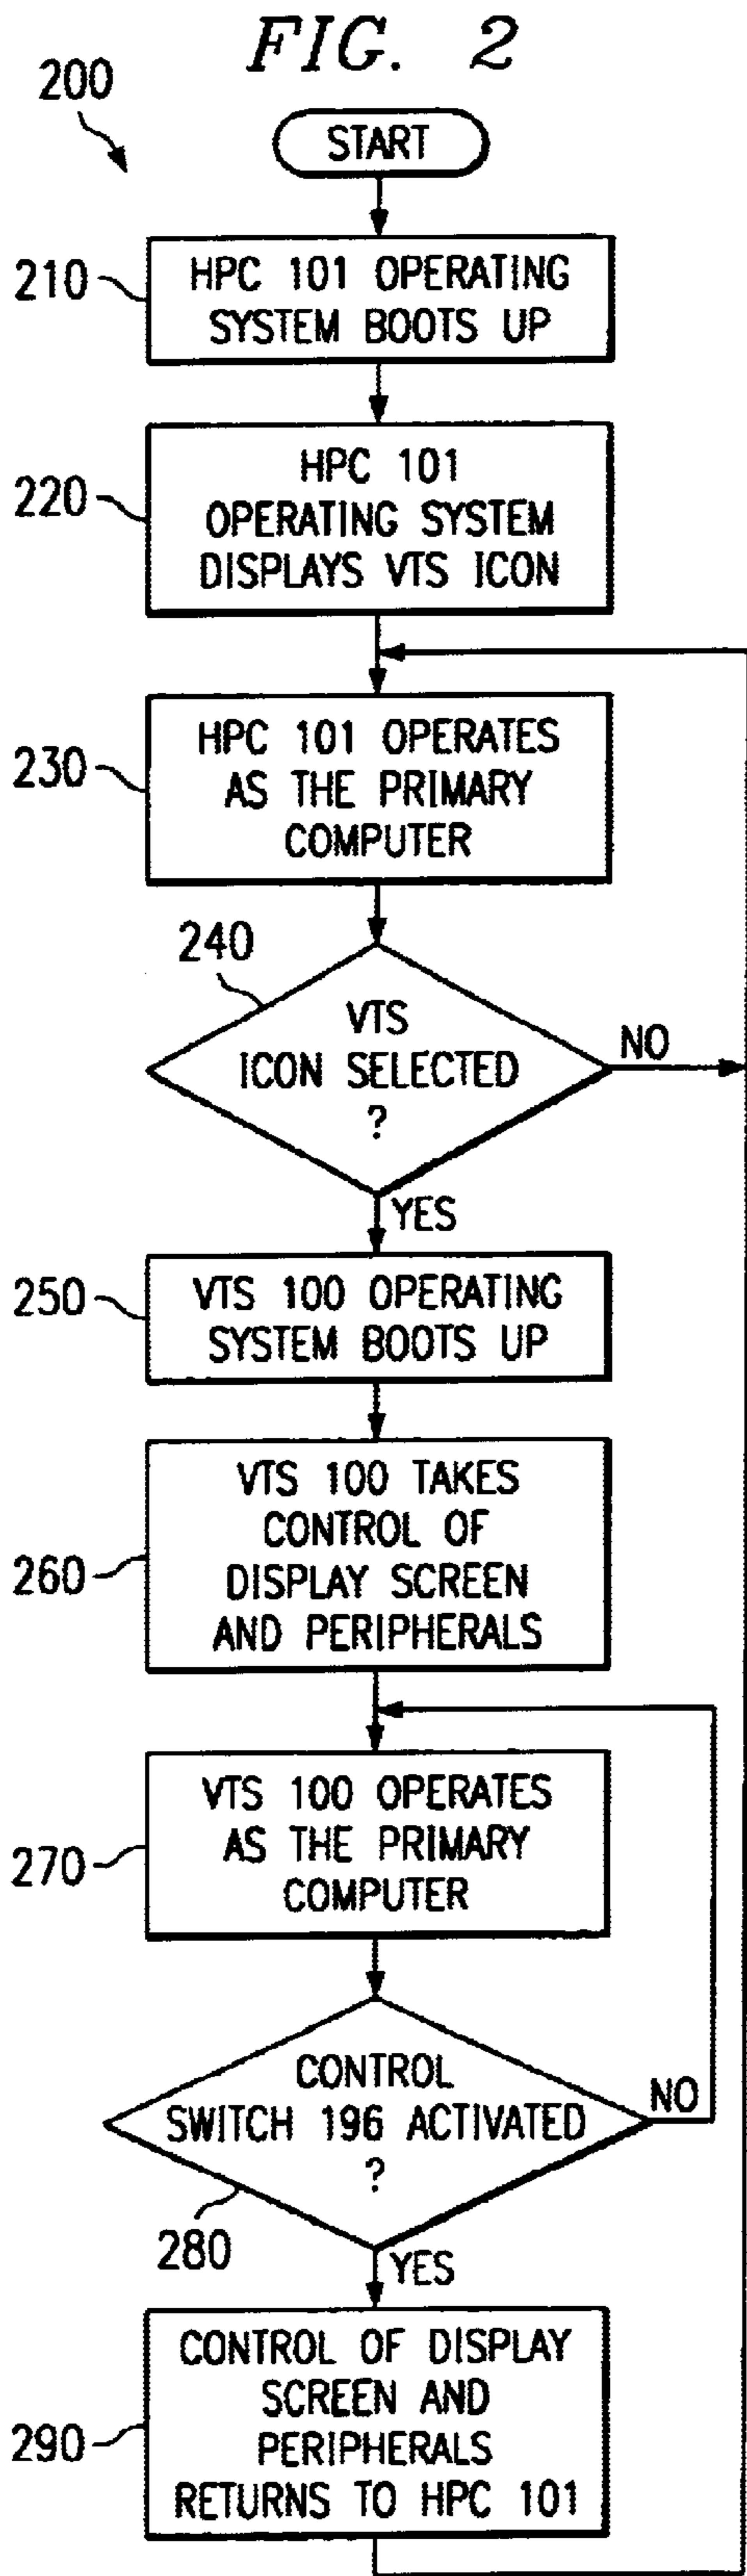 FIG. 2
200
START
210
HPC 101 OPERATING
SYSTEM BOOTS UP
220
HPC 101
OPERATING SYSTEM
DISPLAYS VTS ICON
230
HPC 101 OPERATES
AS THE PRIMARY
COMPUTER
240
VTS
ICON SELECTED
?
NO
YES
250
VTS 100 OPERATING
SYSTEM BOOTS UP
260
VTS 100 TAKES
CONTROL OF
DISPLAY SCREEN
AND PERIPHERALS
270
VTS 100 OPERATES
AS THE PRIMARY
COMPUTER
CONTROL
SWITCH 196 ACTIVATED
?
NO
280
YES
290
CONTROL OF DISPLAY
SCREEN AND
PERIPHERALS
RETURNS TO HPC 101